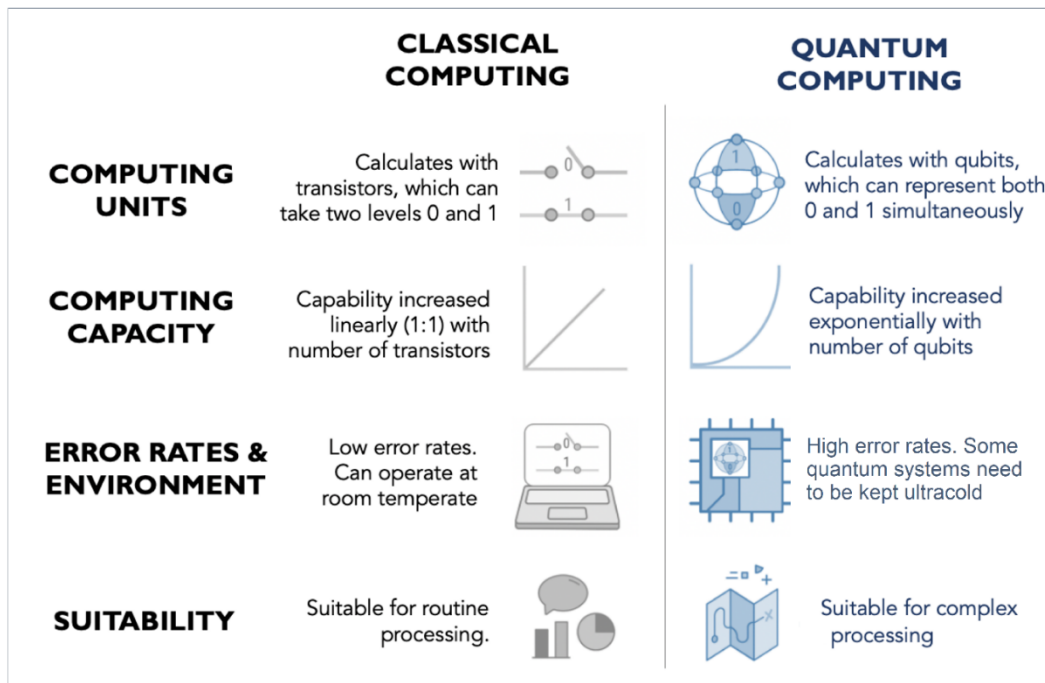 CLASSICAL
COMPUTING
QUANTUM
COMPUTING
COMPUTING
UNITS
Calculates with
transistors, which can
take two levels 0 and 1
0
1
1
0
Calculates with qubits,
which can represent both
0 and 1 simultaneously
COMPUTING
CAPACITY
Capability increased
linearly (1:1) with
number of transistors
Capability increased
exponentially with
number of qubits
ERROR RATES &
ENVIRONMENT
Low error rates.
Can operate at
room temperate
0
1
1
0
High error rates. Some
quantum systems need
to be kept ultracold
SUITABILITY
Suitable for routine
processing.
Suitable for complex
processing